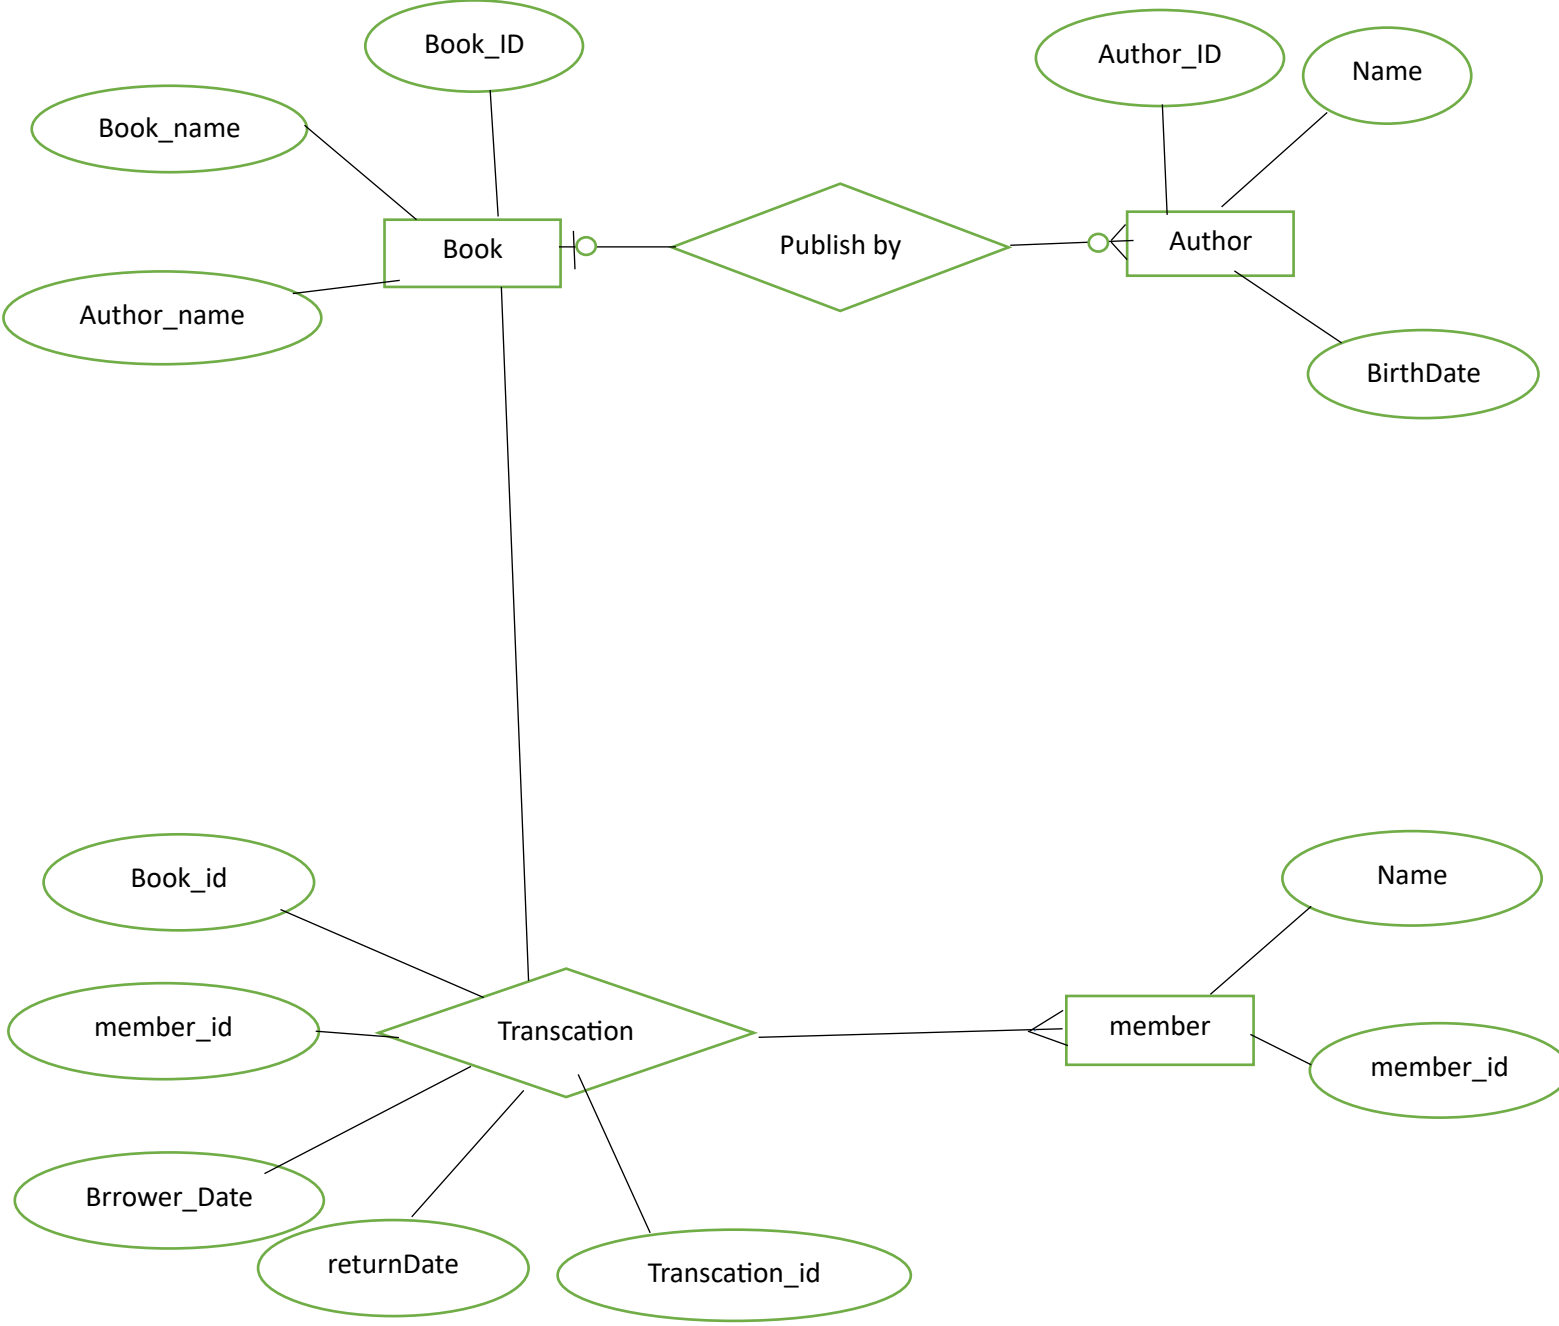 Book_ID
Author_ID
Name
Book_name
Book
Publish by
Author
Author_name
BirthDate
Book_id
Name
member_id
Transcation
member
member_id
Brrower_Date
returnDate
Transcation_id